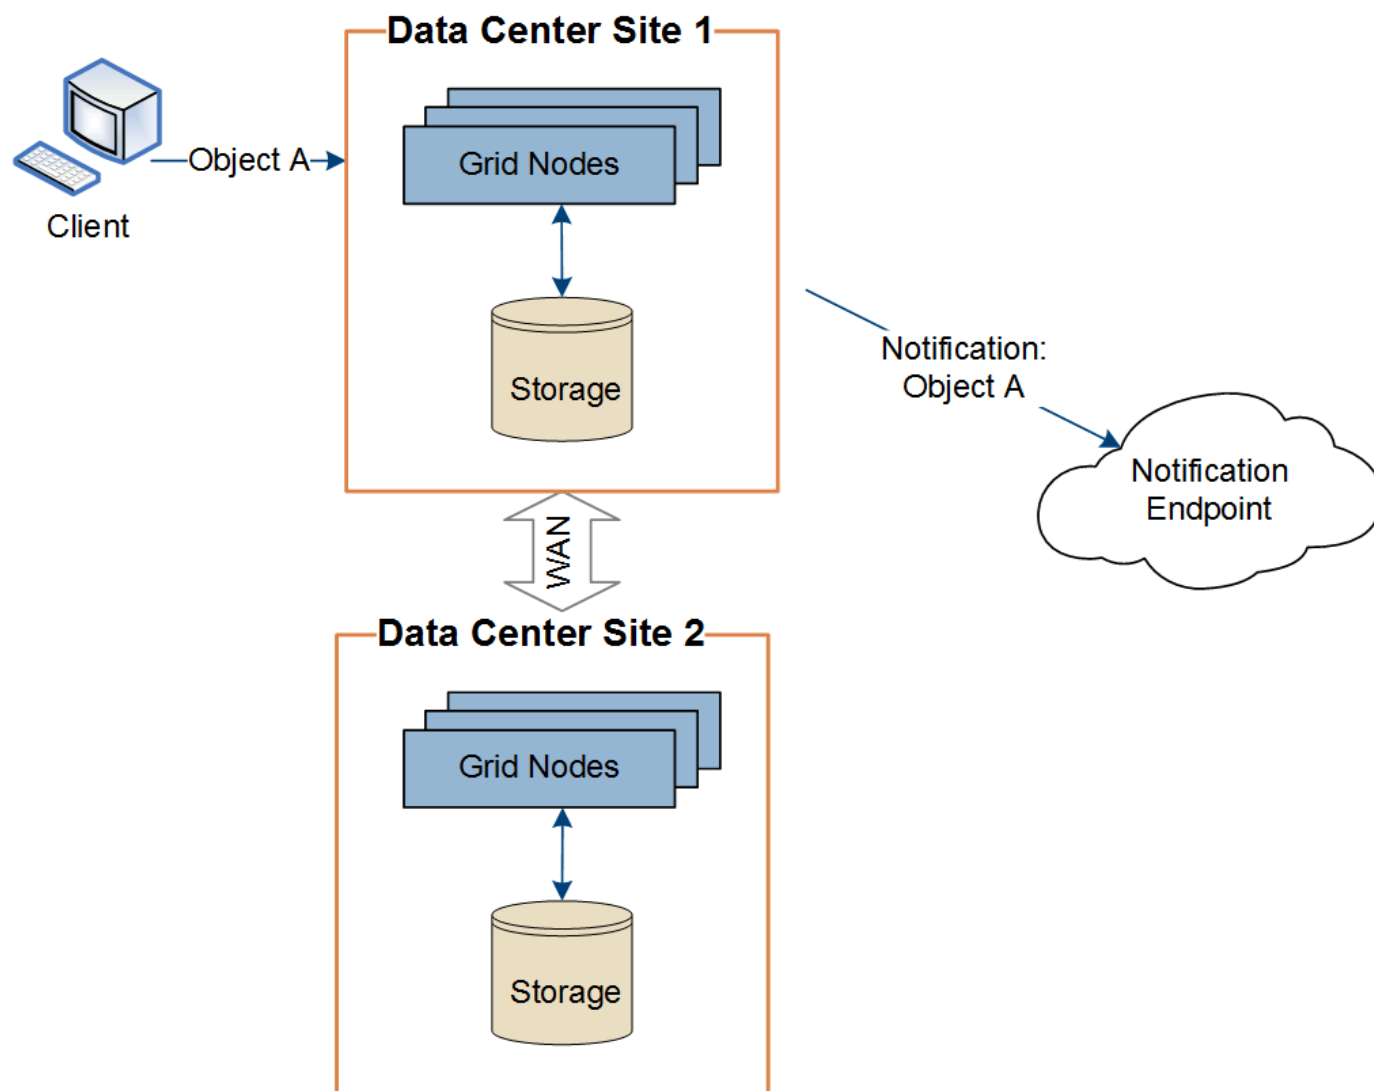 Data Center Site 1
Object A
Client
Grid Nodes
Storage
Notification:
Object A
Notification
Endpoint
WAN
Data Center Site 2
Grid Nodes
Storage